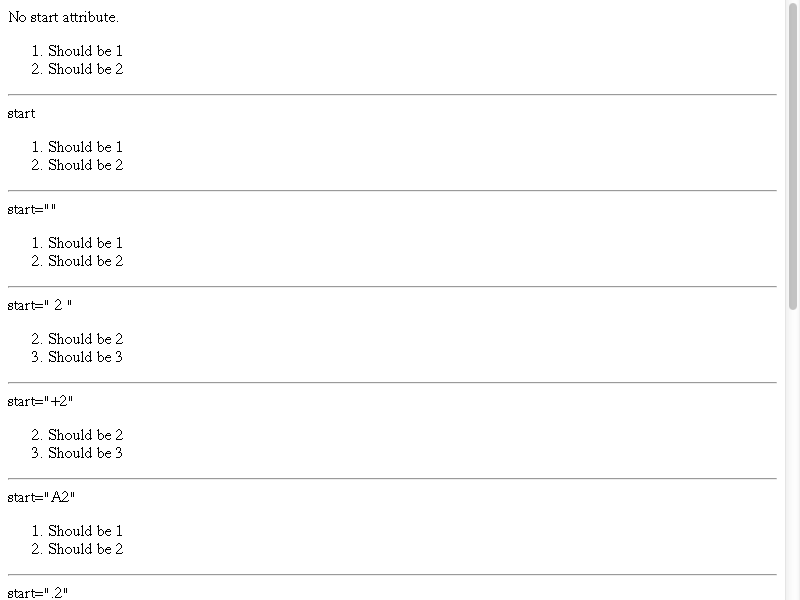 No start attribute.
1. Should be 1
2. Should be 2
start
1. Should be 1
2. Should be 2
start=""
1. Should be 1
2. Should be 2
start=" 2 "
2. Should be 2
3. Should be 3
start="+2"
2. Should be 2
3. Should be 3
start="A2"
1. Should be 1
2. Should be 2
start=".2"